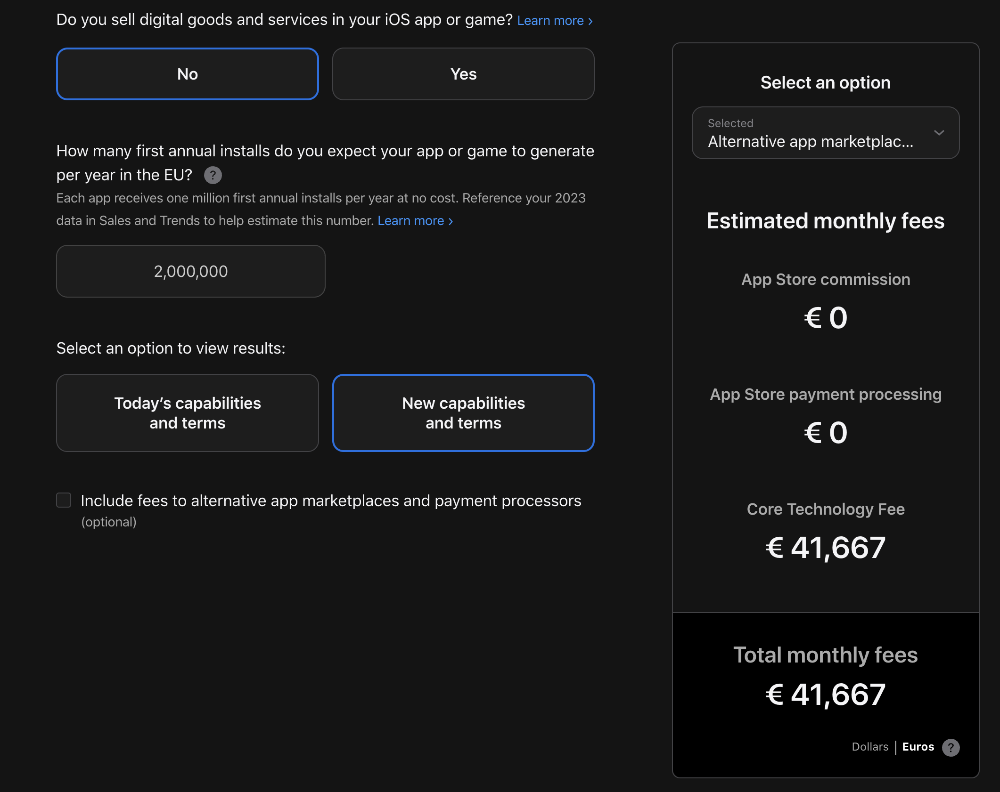 Do you sell digital goods and services in your iOS app or game? Learn more ›
No
Yes
How many first annual installs do you expect your app or game to generate
per year in the EU? ?
Each app receives one million first annual installs per year at no cost. Reference your 2023
data in Sales and Trends to help estimate this number. Learn more ›
2,000,000
Select an option to view results:
Today’s capabilities
and terms
New capabilities
and terms
Include fees to alternative app marketplaces and payment processors
(optional)
Select an option
Selected
Alternative app marketplac...
Estimated monthly fees
App Store commission
€ 0
App Store payment processing
€ 0
Core Technology Fee
€ 41,667
Total monthly fees
€ 41,667
Dollars | Euros ?